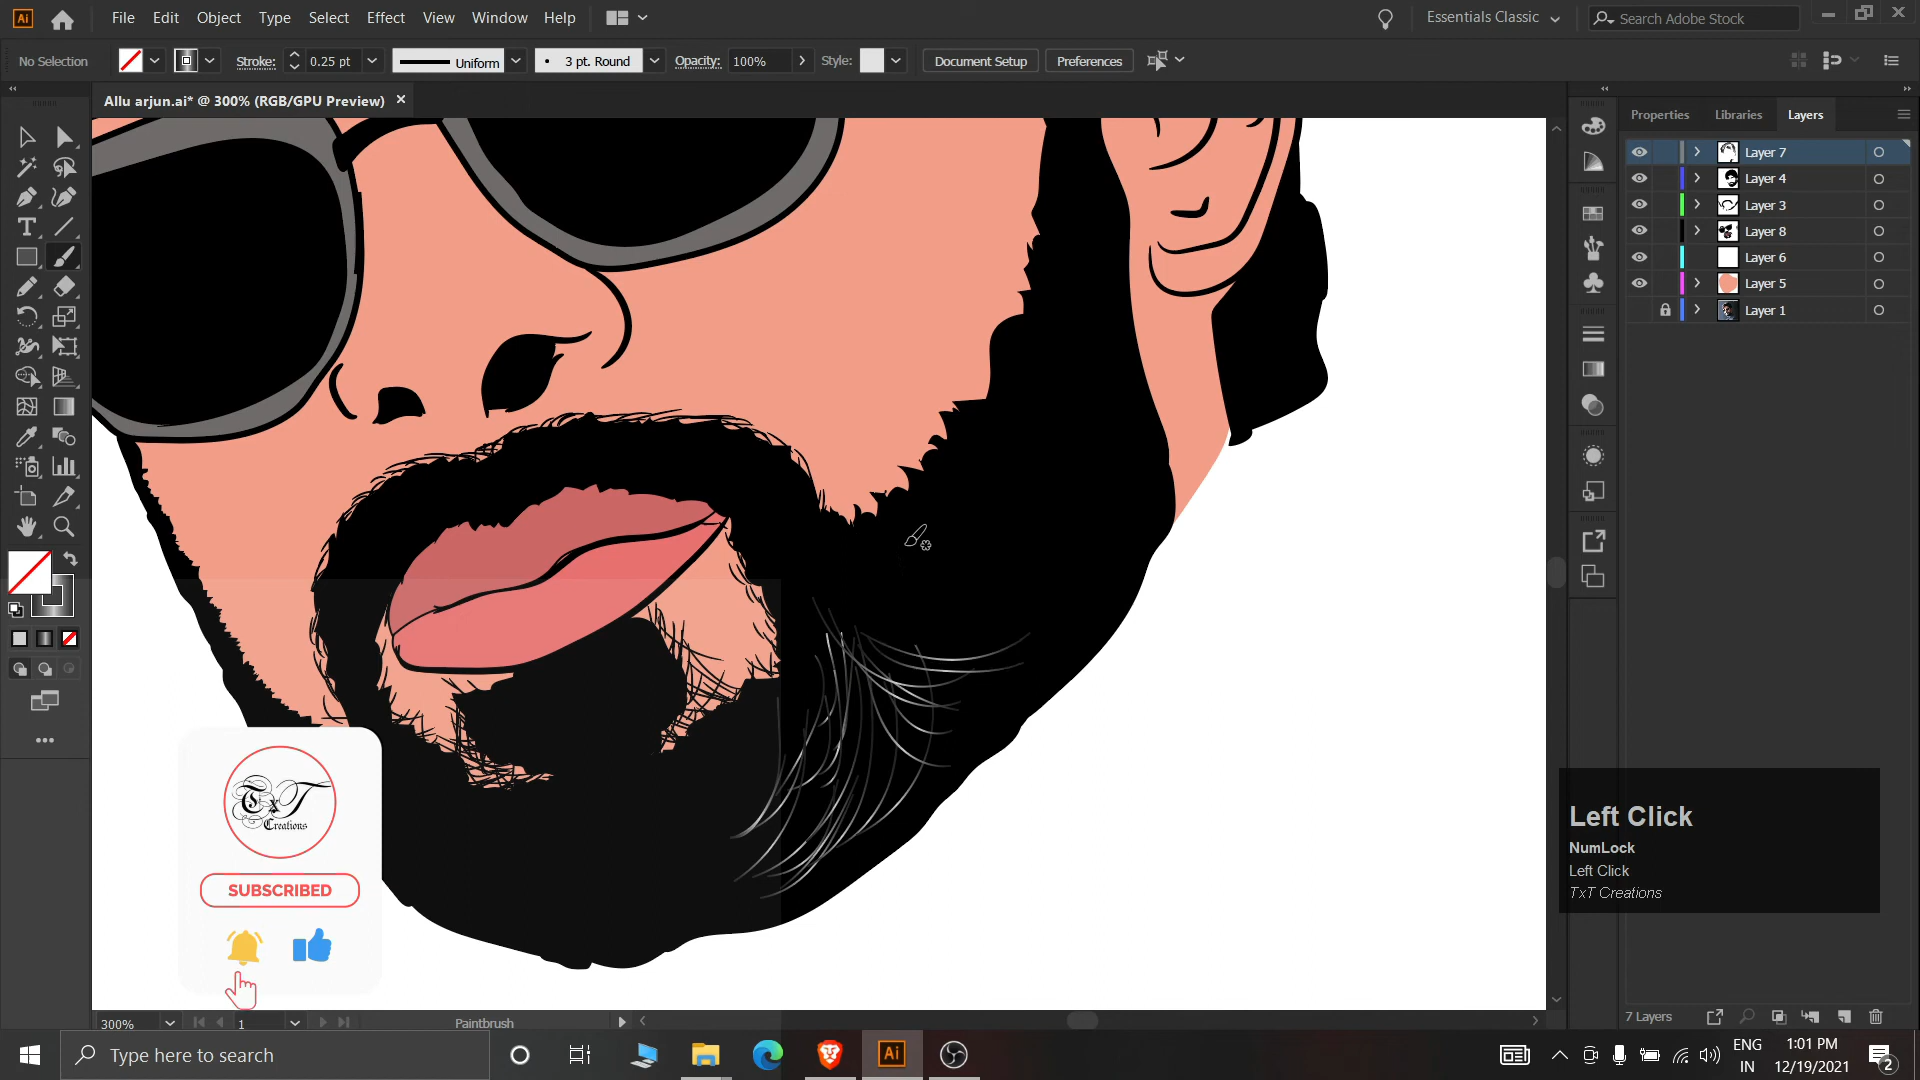 Ai File Edit Object Type Select Effect View Window Help Essentials Classic Search Adobe Stock
No Selection Stroke: 0.25 pt Uniform 3 pt. Round Opacity: 100% Style: Document Setup Preferences
Allu arjun.ai* @ 300% (RGB/GPU Preview)
Properties Libraries Layers
Layer 7
Layer 4
Layer 3
Layer 8
Layer 6
Layer 5
Layer 1
TxT
Creations
SUBSCRIBED
Left Click
NumLock
Left Click
TxT Creations
300% 1 Paintbrush
7 Layers
Type here to search
Ai
ENG
IN
1:01 PM
12/19/2021
2